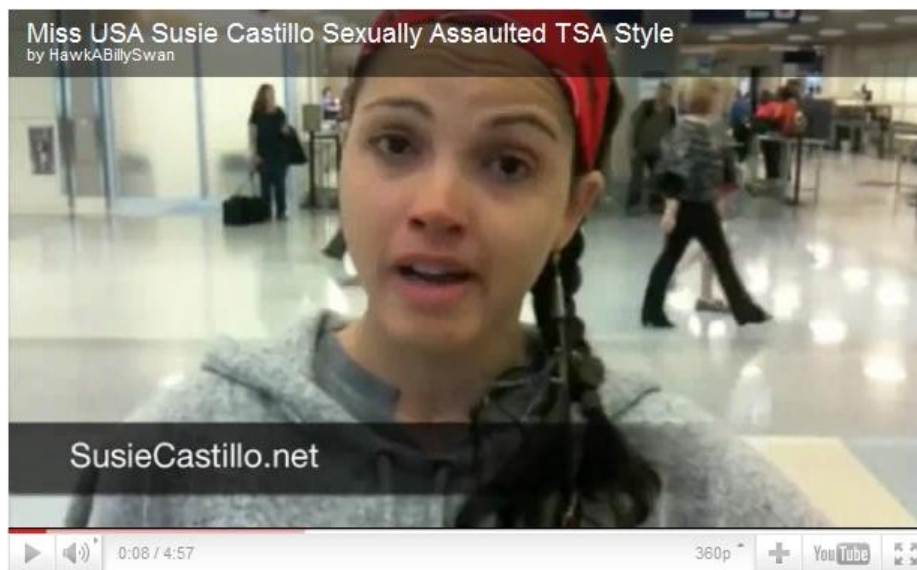 Miss USA Susie Castillo Sexually Assaulted TSA Style
by HawkABillySwan
SusieCastillo.net
0:08 / 4:57
360p
YouTube